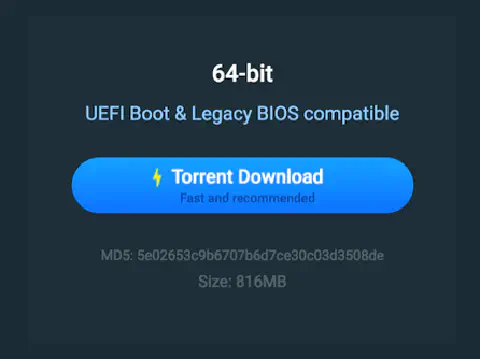 64-bit
UEFI Boot & Legacy BIOS compatible
Torrent Download
Fast and recommended
MD5: 5e02653c9b6707b6d7ce30c03d3508de
Size: 816MB